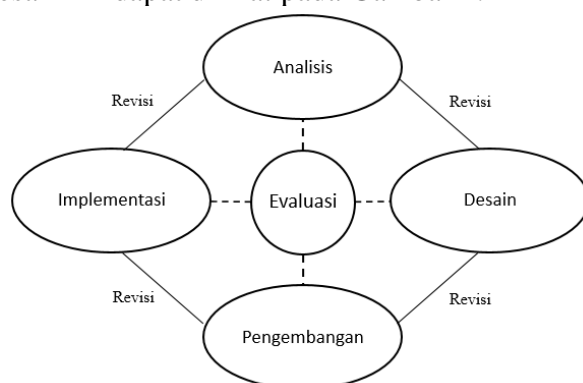 Analisis
Revisi
Revisi
Implementasi
Evaluasi
Desain
Revisi
Revisi
Pengembangan